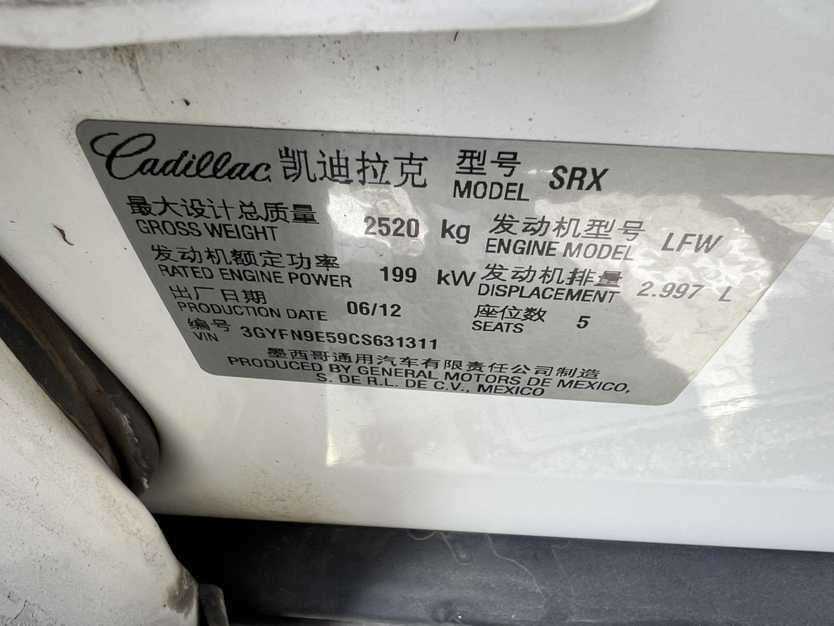 Cadillac 凯迪拉克 型号 MODEL SRX
最大设计总质量 GROSS WEIGHT 2520 kg 发动机型号 ENGINE MODEL LFW
发动机额定功率 RATED ENGINE POWER 199 kW 发动机排量 DISPLACEMENT 2.997 L
出厂日期 PRODUCTION DATE 06/12 座位数 SEATS 5
编号 VIN 3GYFN9E59CS631311
墨西哥通用汽车有限责任公司制造
PRODUCED BY GENERAL MOTORS DE MEXICO,
S. DE R.L. DE C.V., MEXICO